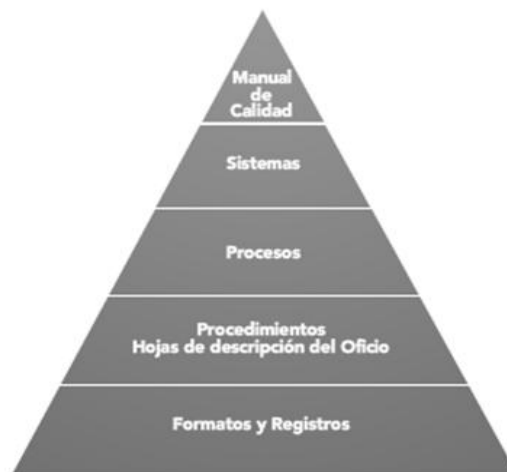 Manual
de
Calidad
Sistemas
Procesos
Procedimientos
Hojas de descripción del Oficio
Formatos y Registros